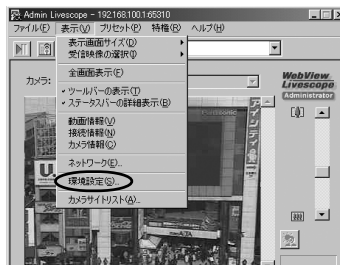 Admin Livescope - 192.168.100.1:65310
ファイル(F) 表示(V) プリセット(P) 特権(R) ヘルプ(H)
表示画面サイズ(D)
受信映像の選択(I)
全画面表示(F)
カメラ:
ツールバーの表示(T)
ステータスバーの詳細表示(B)
動画情報(V)
接続情報(N)
カメラ情報(C)
ネットワーク(E)...
環境設定(S)...
カメラサイトリスト(A)...
WebView
Livescope
Administrator
Panasonic